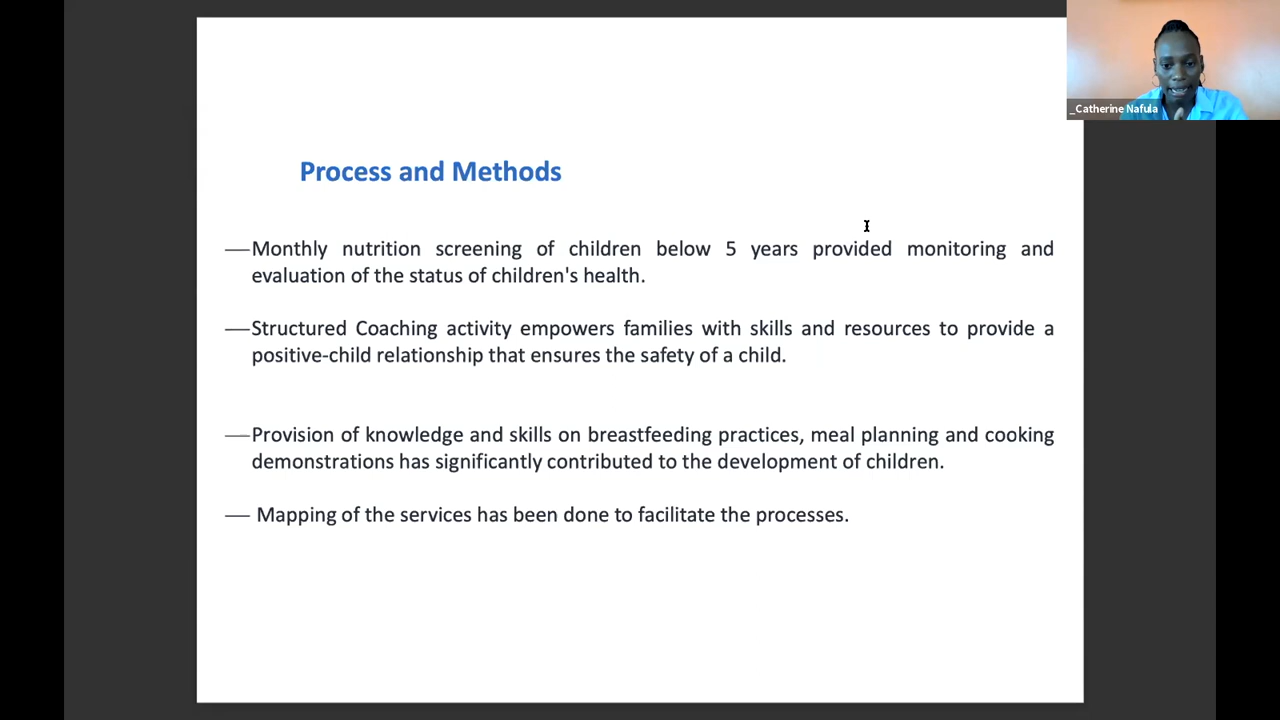 _Catherine Nafula
Process and Methods
—Monthly nutrition screening of children below 5 years provided monitoring and
evaluation of the status of children's health.
—Structured Coaching activity empowers families with skills and resources to provide a
positive-child relationship that ensures the safety of a child.
—Provision of knowledge and skills on breastfeeding practices, meal planning and cooking
demonstrations has significantly contributed to the development of children.
— Mapping of the services has been done to facilitate the processes.